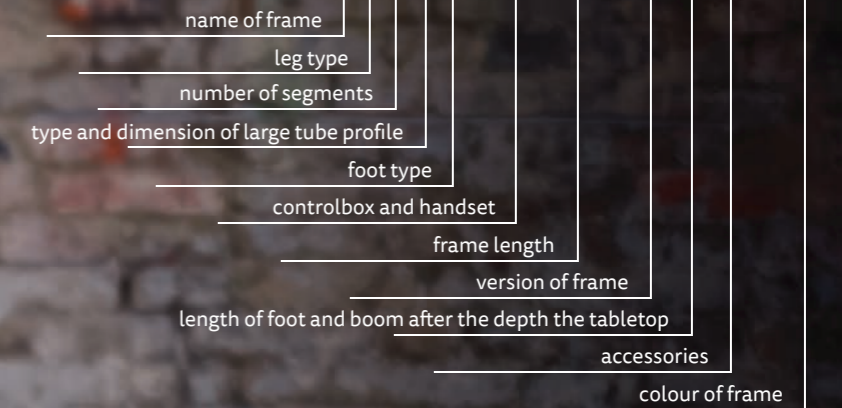 name of frame
leg type
number of segments
type and dimension of large tube profile
foot type
controlbox and handset
frame length
version of frame
length of foot and boom after the depth the tabletop
accessories
colour of frame